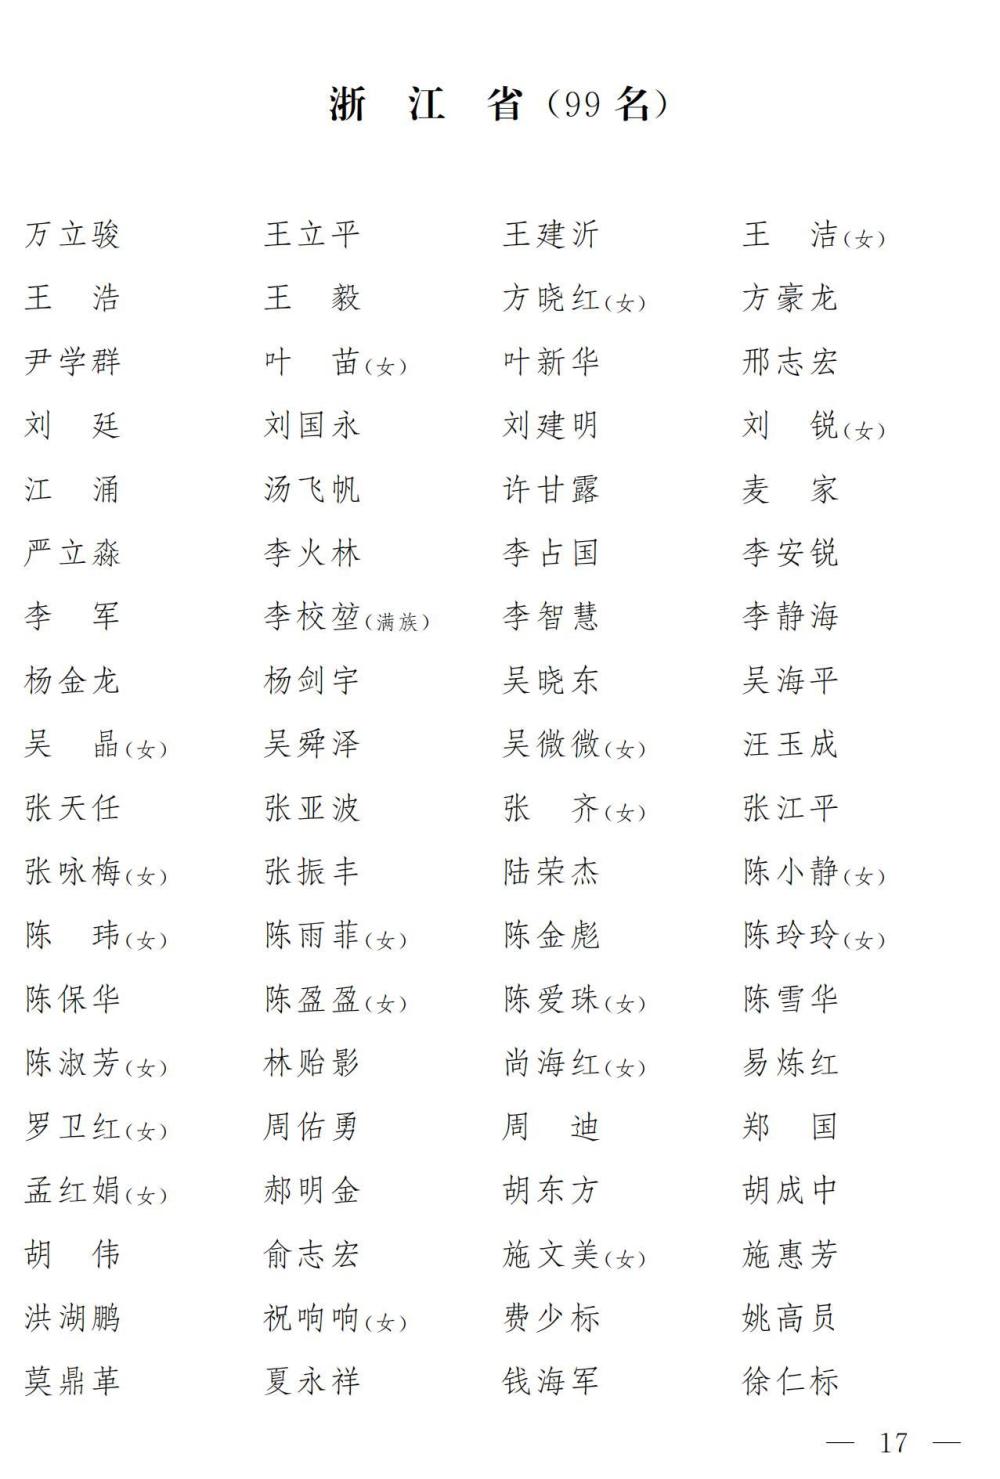 浙 江 省（99 名）
万立骏 王立平 王建沂 王 洁（女）
王 浩 王 毅 方晓红（女） 方豪龙
尹学群 叶 苗（女） 叶新华 邢志宏
刘 廷 刘国永 刘建明 刘 锐（女）
江 涌 汤飞帆 许甘露 麦 家
严立淼 李火林 李占国 李安锐
李 军 李校堃（满族） 李智慧 李静海
杨金龙 杨剑宇 吴晓东 吴海平
吴 晶（女） 吴舜泽 吴微微（女） 汪玉成
张天任 张亚波 张 齐（女） 张江平
张咏梅（女） 张振丰 陆荣杰 陈小静（女）
陈 玮（女） 陈雨菲（女） 陈金彪 陈玲玲（女）
陈保华 陈盈盈（女） 陈爱珠（女） 陈雪华
陈淑芳（女） 林贻影 尚海红（女） 易炼红
罗卫红（女） 周佑勇 周 迪 郑 国
孟红娟（女） 郝明金 胡东方 胡成中
胡 伟 俞志宏 施文美（女） 施惠芳
洪湖鹏 祝响响（女） 费少标 姚高员
莫鼎革 夏永祥 钱海军 徐仁标
— 17 —